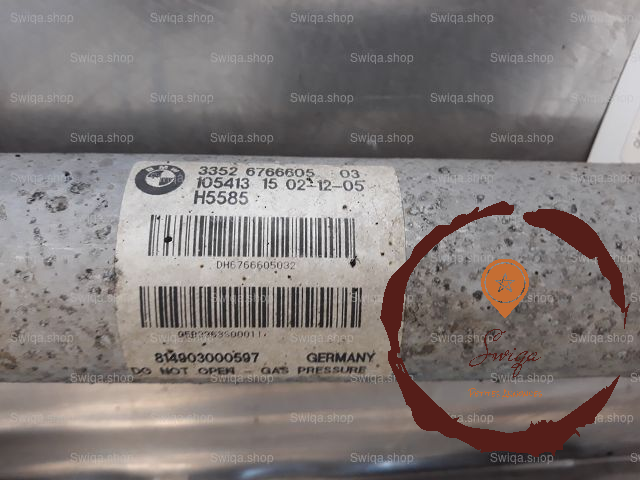 BMW
3352 6766605 03
105413 15 02-12-05
H5585
DH6766605032
814903000597 GERMANY
DO NOT OPEN - GAS PRESSURE
Swiqa
Swiqa.shop